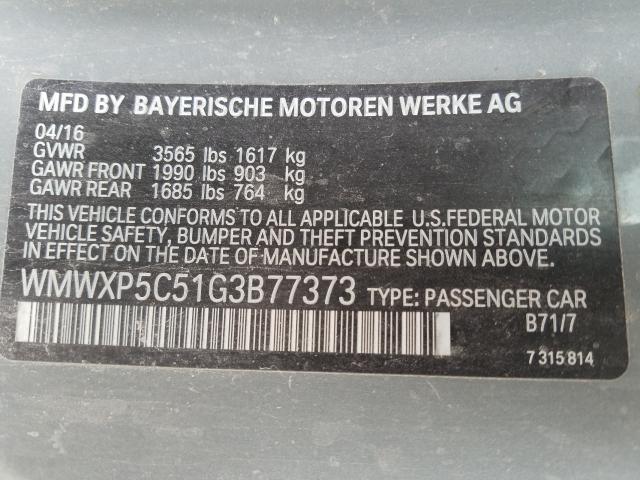 MFD BY BAYERISCHE MOTOREN WERKE AG
04/16
GVWR 3565 lbs 1617 kg
GAWR FRONT 1990 lbs 903 kg
GAWR REAR 1685 lbs 764 kg
THIS VEHICLE CONFORMS TO ALL APPLICABLE U.S.FEDERAL MOTOR
VEHICLE SAFETY, BUMPER AND THEFT PREVENTION STANDARDS
IN EFFECT ON THE DATE OF MANUFACTURE SHOWN ABOVE.
WMWXP5C51G3B77373 TYPE: PASSENGER CAR
B71/7
7 315 814